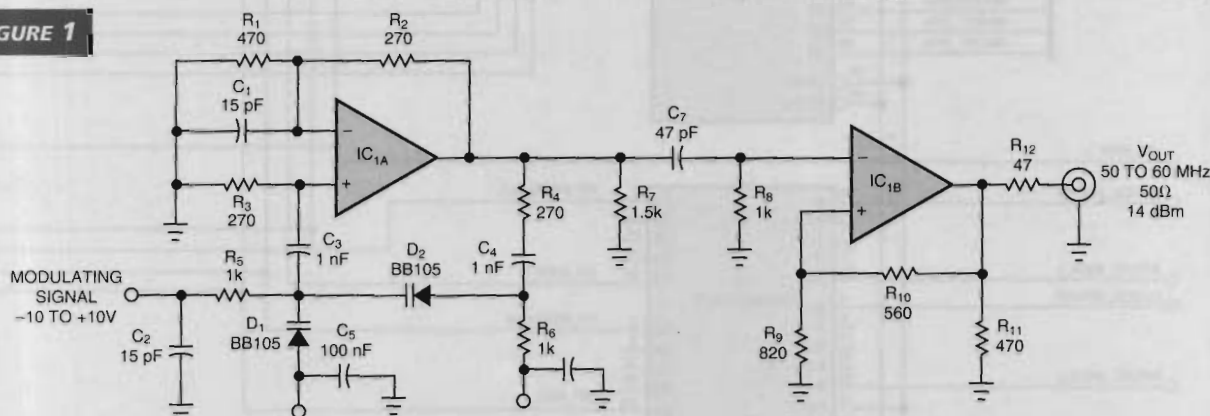 GURE 1
R1
470
R2
270
C1
15 pF
−
IC1A
+
R3
270
C3
1 nF
R4
270
R7
1.5k
C7
47 pF
R8
1k
−
IC1B
+
R12
47
VOUT
50 TO 60 MHz
50Ω
14 dBm
R5
1k
D2
BB105
C4
1 nF
MODULATING
SIGNAL
−10 TO +10V
C2
15 pF
D1
BB105
C5
100 nF
R6
1k
R9
820
R10
560
R11
470